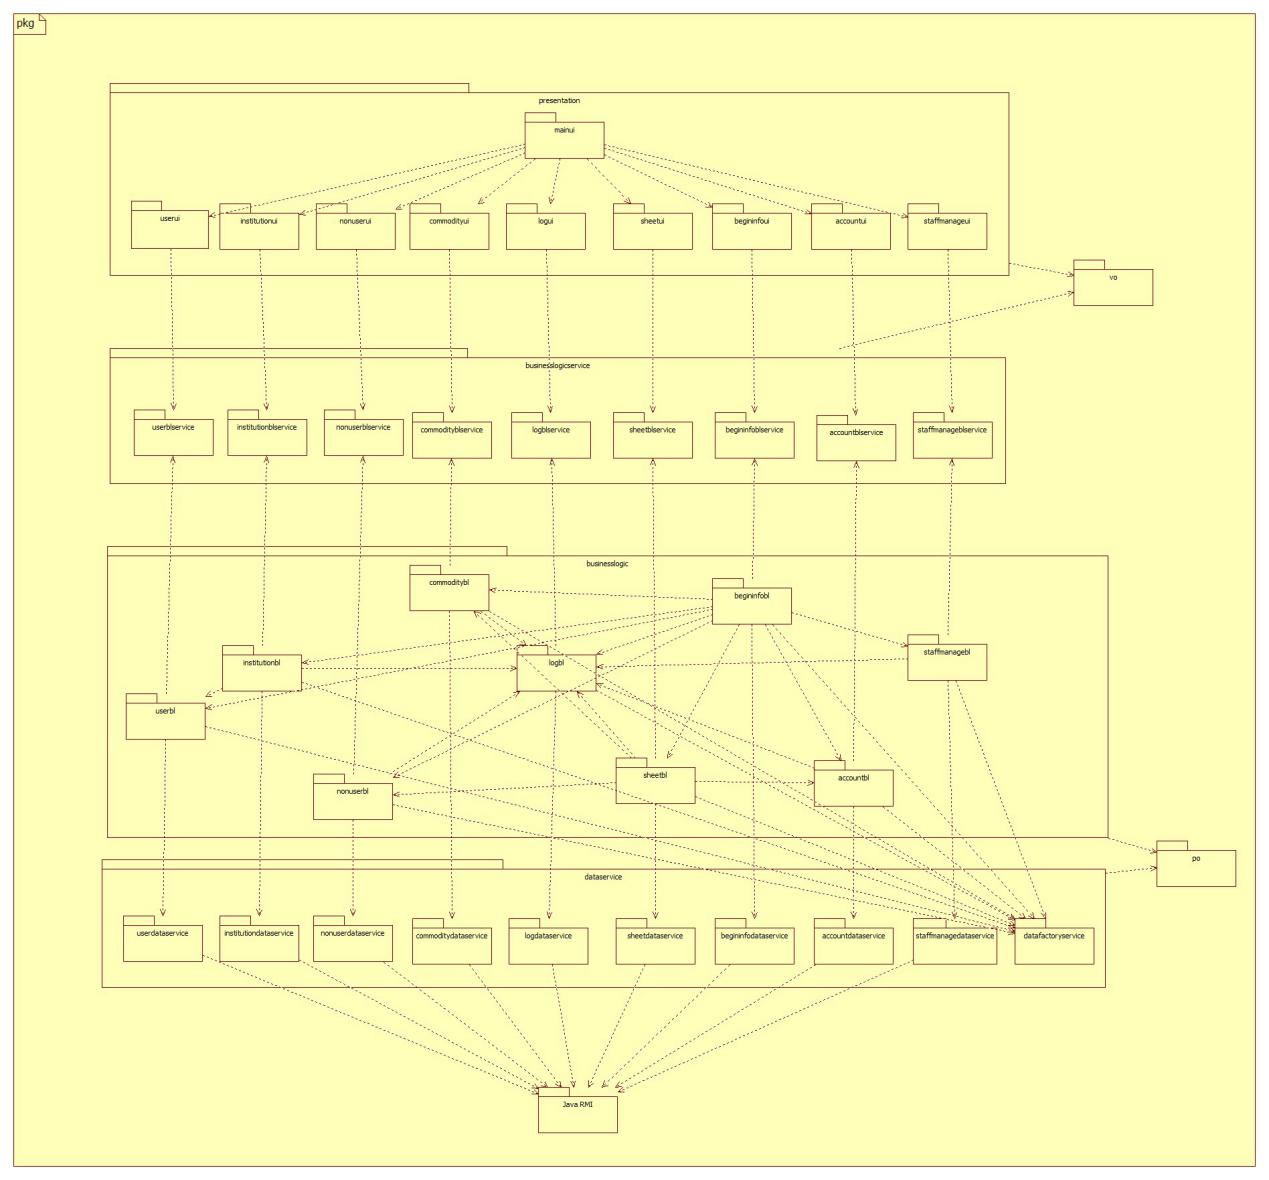 pkg
presentation
mainui
userui
institutionui
nonuserui
commodityui
logui
sheetui
begininfoui
accountui
staffmanageui
vo
businesslogicservice
userblservice
institutionblservice
nonuserblservice
commodityblservice
logblservice
sheetblservice
begininfoblservice
accountblservice
staffmanageblservice
businesslogic
commoditybl
begininfobl
institutionbl
logbl
staffmanagebl
userbl
nonuserbl
sheetbl
accountbl
po
dataservice
userdataservice
institutiondataservice
nonuserdataservice
commoditydataservice
logdataservice
sheetdataservice
begininfodataservice
accountdataservice
staffmanagedataservice
datafactoryservice
Java RMI